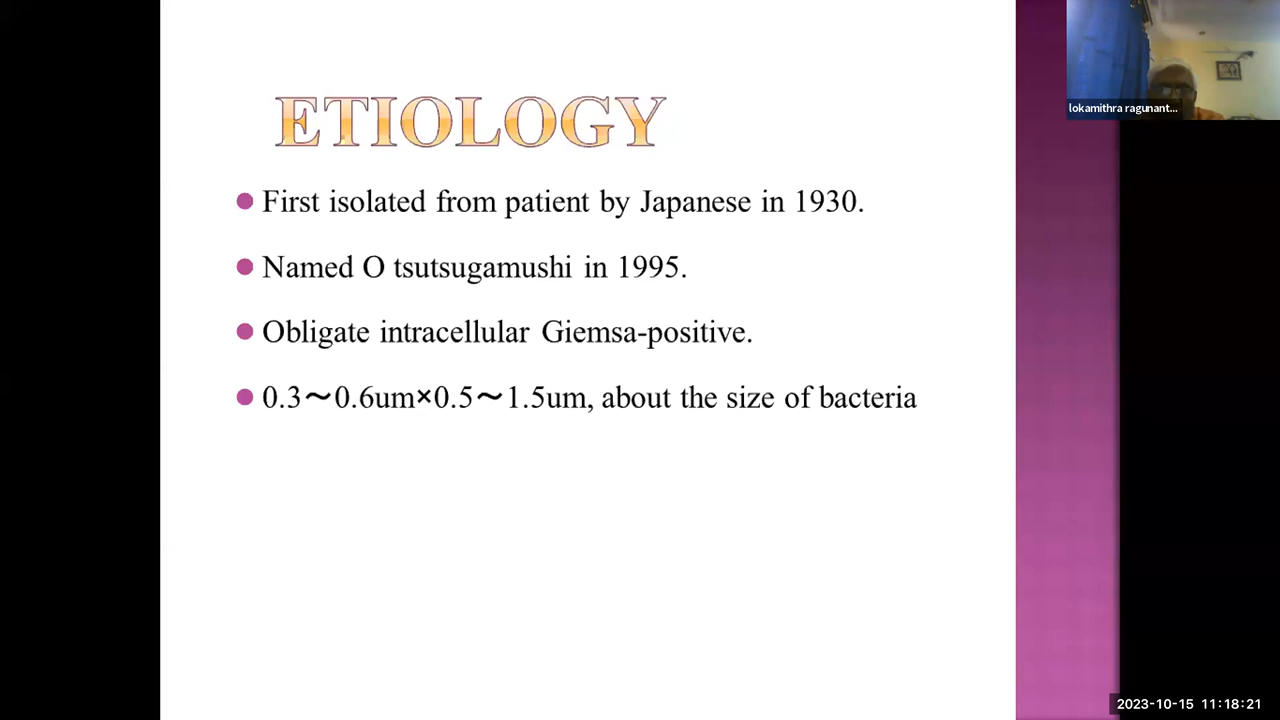 lokamithra ragunant...
ETIOLOGY
First isolated from patient by Japanese in 1930.
Named O tsutsugamushi in 1995.
Obligate intracellular Giemsa-positive.
0.3～0.6um×0.5～1.5um, about the size of bacteria
2023-10-15 11:18:21